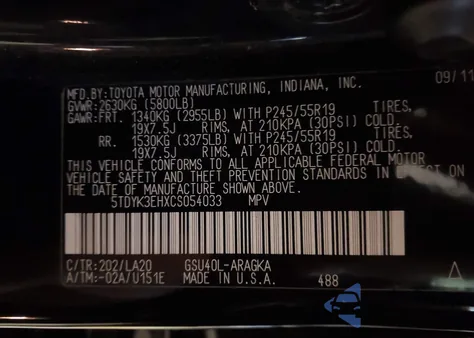 09/11
MFD.BY:TOYOTA MOTOR MANUFACTURING, INDIANA, INC.
GVWR:2630KG (5800LB)
GAWR:FRT. 1340KG (2955LB) WITH P245/55R19 TIRES,
19X7.5J RIMS, AT 210KPA (30PSI) COLD.
RR. 1530KG (3375LB) WITH P245/55R19 TIRES,
19X7.5J RIMS, AT 210KPA (30PSI) COLD.
THIS VEHICLE CONFORMS TO ALL APPLICABLE FEDERAL MOTOR
VEHICLE SAFETY AND THEFT PREVENTION STANDARDS IN EFFECT ON
THE DATE OF MANUFACTURE SHOWN ABOVE.
5TDYK3EHXCS054033 MPV
C/TR:202/LA20 GSU40L-ARAGKA
A/TM:-02A/U151E MADE IN U.S.A. 488